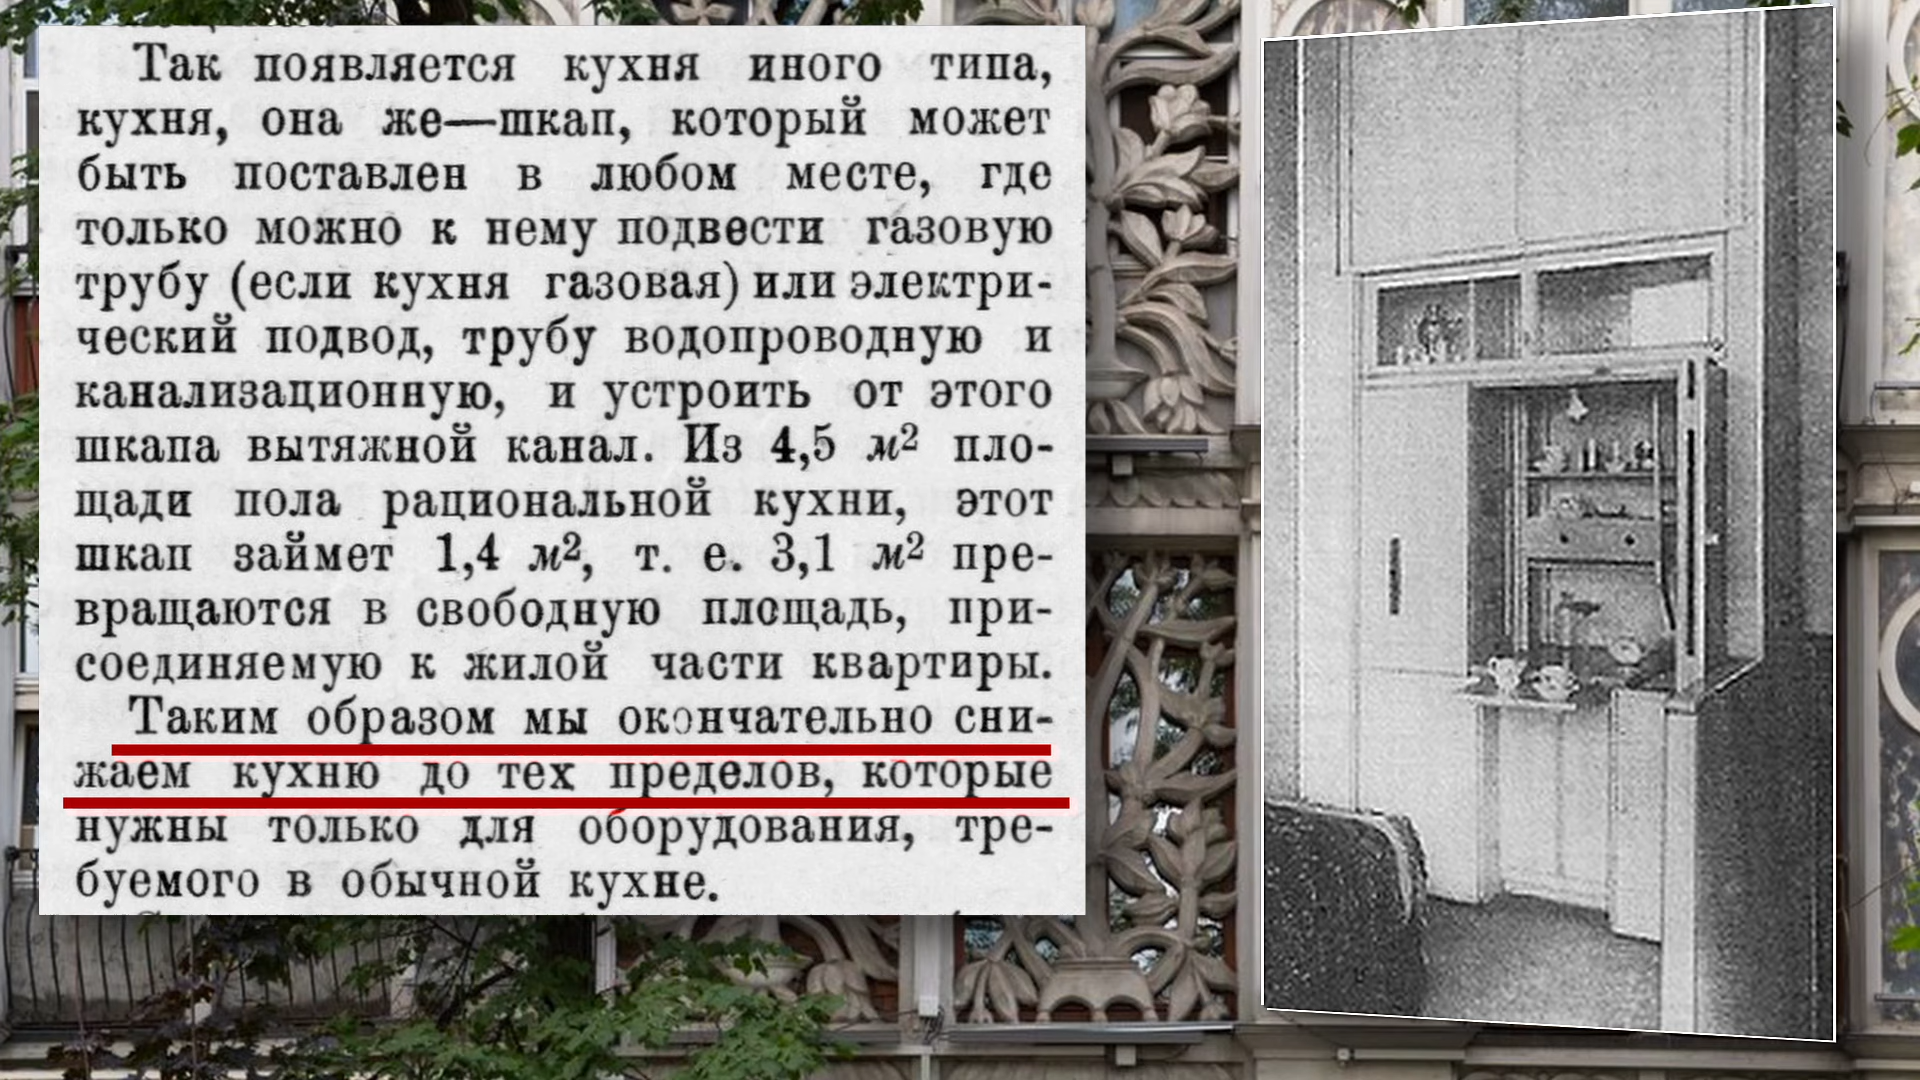 Так появляется кухня иного типа,
кухня, она же—шкап, который может
быть поставлен в любом месте, где
только можно к нему подвести газовую
трубу (если кухня газовая) или электри-
ческий подвод, трубу водопроводную и
канализационную, и устроить от этого
шкапа вытяжной канал. Из 4,5 м² пло-
щади пола рациональной кухни, этот
шкап займет 1,4 м², т. е. 3,1 м² пре-
вращаются в свободную площадь, при-
соединяемую к жилой части квартиры.
Таким образом мы окончательно сни-
жаем кухню до тех пределов, которые
нужны только для оборудования, тре-
буемого в обычной кухне.